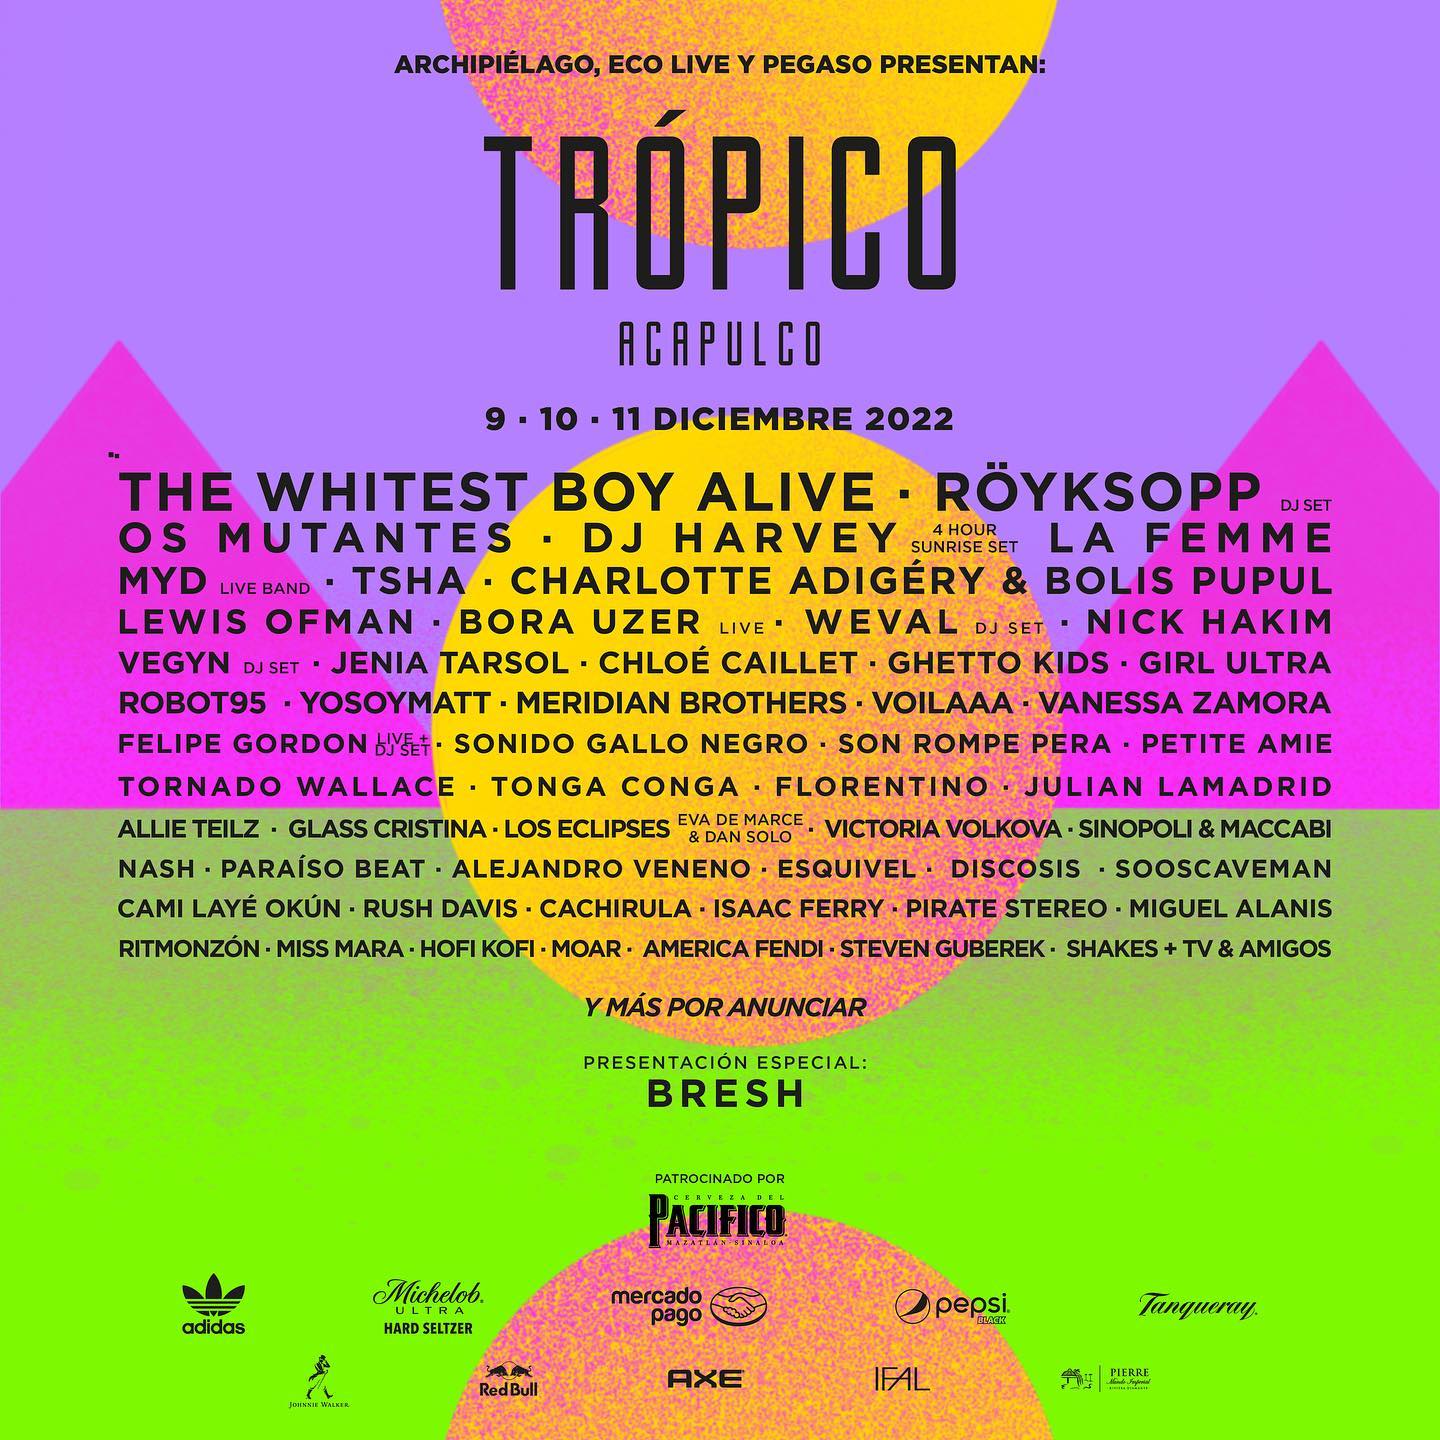 ARCHIPIÉLAGO, ECO LIVE Y PEGASO PRESENTAN:
TRÓPICO
ACAPULCO
9 · 10 · 11 DICIEMBRE 2022
THE WHITEST BOY ALIVE · RÖYKSOPP DJ SET
OS MUTANTES · DJ HARVEY 4 HOUR SUNRISE SET LA FEMME
MYD LIVE BAND · TSHA · CHARLOTTE ADIGÉRY & BOLIS PUPUL
LEWIS OFMAN · BORA UZER LIVE · WEVAL DJ SET · NICK HAKIM
VEGYN DJ SET · JENIA TARSOL · CHLOÉ CAILLET · GHETTO KIDS · GIRL ULTRA
ROBOT95 · YOSOYMATT · MERIDIAN BROTHERS · VOILAAA · VANESSA ZAMORA
FELIPE GORDON LIVE + DJ SET · SONIDO GALLO NEGRO · SON ROMPE PERA · PETITE AMIE
TORNADO WALLACE · TONGA CONGA · FLORENTINO · JULIAN LAMADRID
ALLIE TEILZ · GLASS CRISTINA · LOS ECLIPSES EVA DE MARCE & DAN SOLO · VICTORIA VOLKOVA · SINOPOLI & MACCABI
NASH · PARAÍSO BEAT · ALEJANDRO VENENO · ESQUIVEL · DISCOSIS · SOOSCAVEMAN
CAMI LAYÉ OKÚN · RUSH DAVIS · CACHIRULA · ISAAC FERRY · PIRATE STEREO · MIGUEL ALANIS
RITMONZÓN · MISS MARA · HOFI KOFI · MOAR · AMERICA FENDI · STEVEN GUBEREK · SHAKES + TV & AMIGOS
Y MÁS POR ANUNCIAR
PRESENTACIÓN ESPECIAL:
BRESH
PATROCINADO POR
CERVEZA DEL
PACIFICO
MAZATLÁN·SINALOA
adidas
Michelob
ULTRA
HARD SELTZER
mercado
pago
pepsi
BLACK
Tanqueray
JOHNNIE WALKER
Red Bull
AXE
IFAL
PIERRE
Mundo Imperial
RIVIERA DIAMANTE